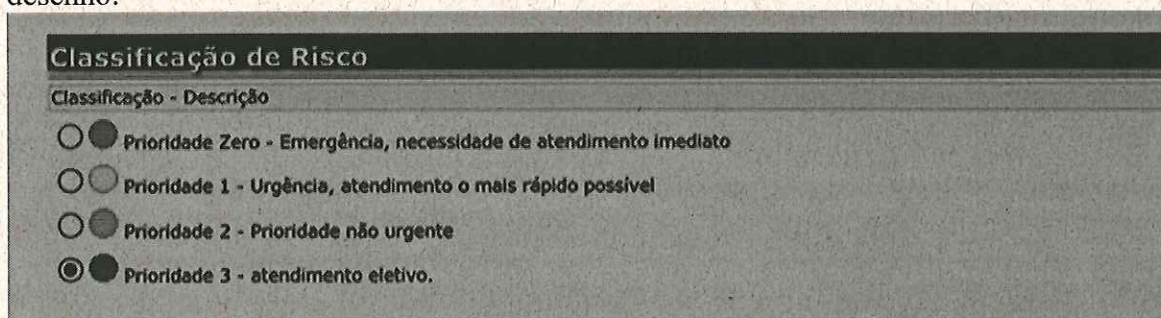 desenho:
Classificação de Risco
Classificação - Descrição
Prioridade Zero - Emergência, necessidade de atendimento imediato
Prioridade 1 - Urgência, atendimento o mais rápido possível
Prioridade 2 - Prioridade não urgente
Prioridade 3 - atendimento eletivo.